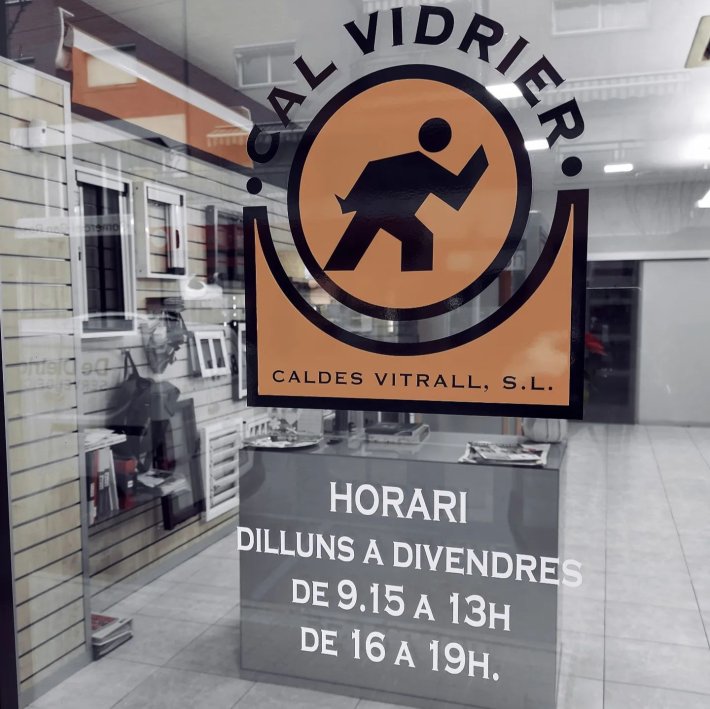 CAL VIDRIER
CALDES VITRALL, S.L.
HORARI
DILLUNS A DIVENDRES
DE 9.15 A 13H
DE 16 A 19H.